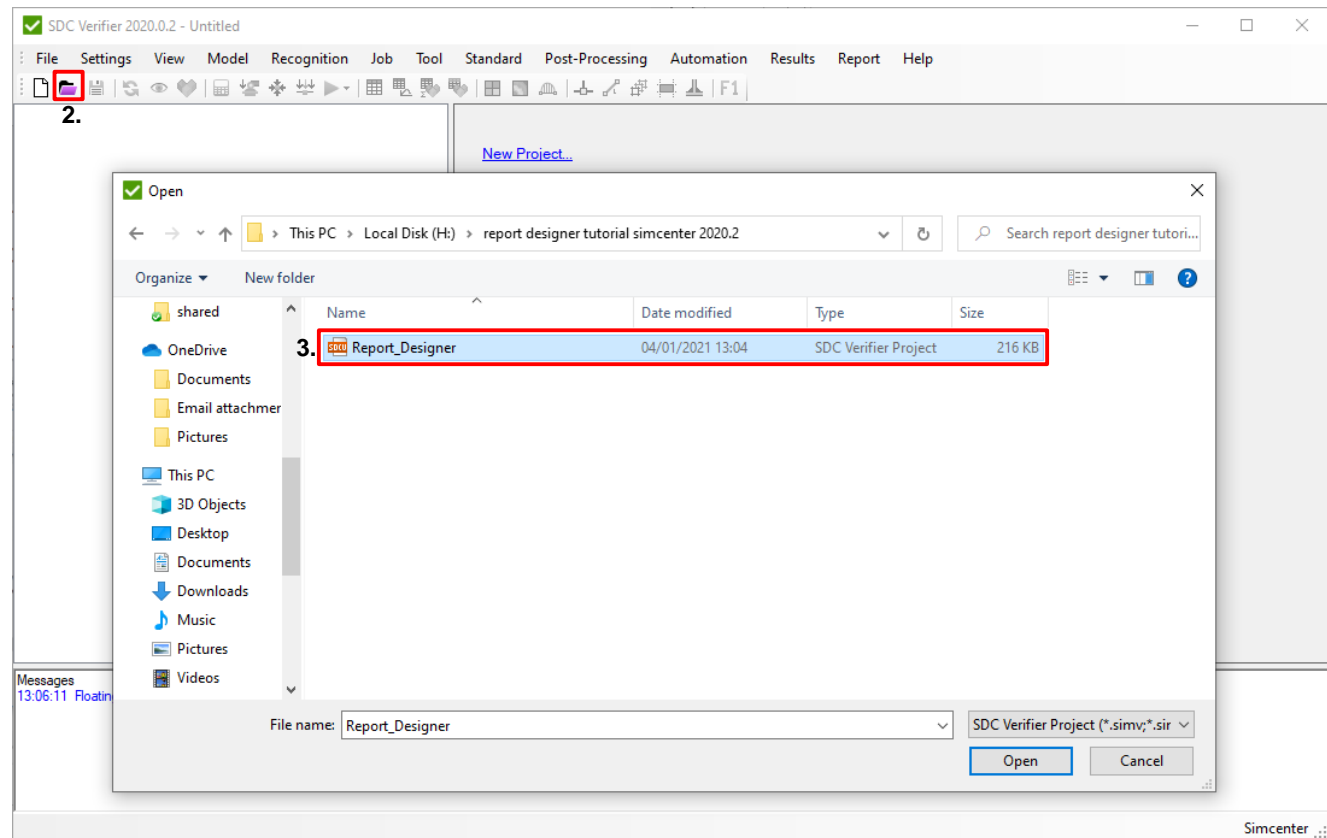 SDC Verifier 2020.0.2 - Untitled
File Settings View Model Recognition Job Tool Standard Post-Processing Automation Results Report Help
F1
2.
New Project...
Open
This PC > Local Disk (H:) > report designer tutorial simcenter 2020.2
Search report designer tutori...
Organize New folder
?
shared
Name Date modified Type Size
OneDrive
3. SDCV Report_Designer 04/01/2021 13:04 SDC Verifier Project 216 KB
Documents
Email attachmer
Pictures
This PC
3D Objects
Desktop
Documents
Downloads
Music
Pictures
Videos
Messages
13:06:11 Floatin
File name: Report_Designer SDC Verifier Project (*.simv;*.sir
Open Cancel
Simcenter